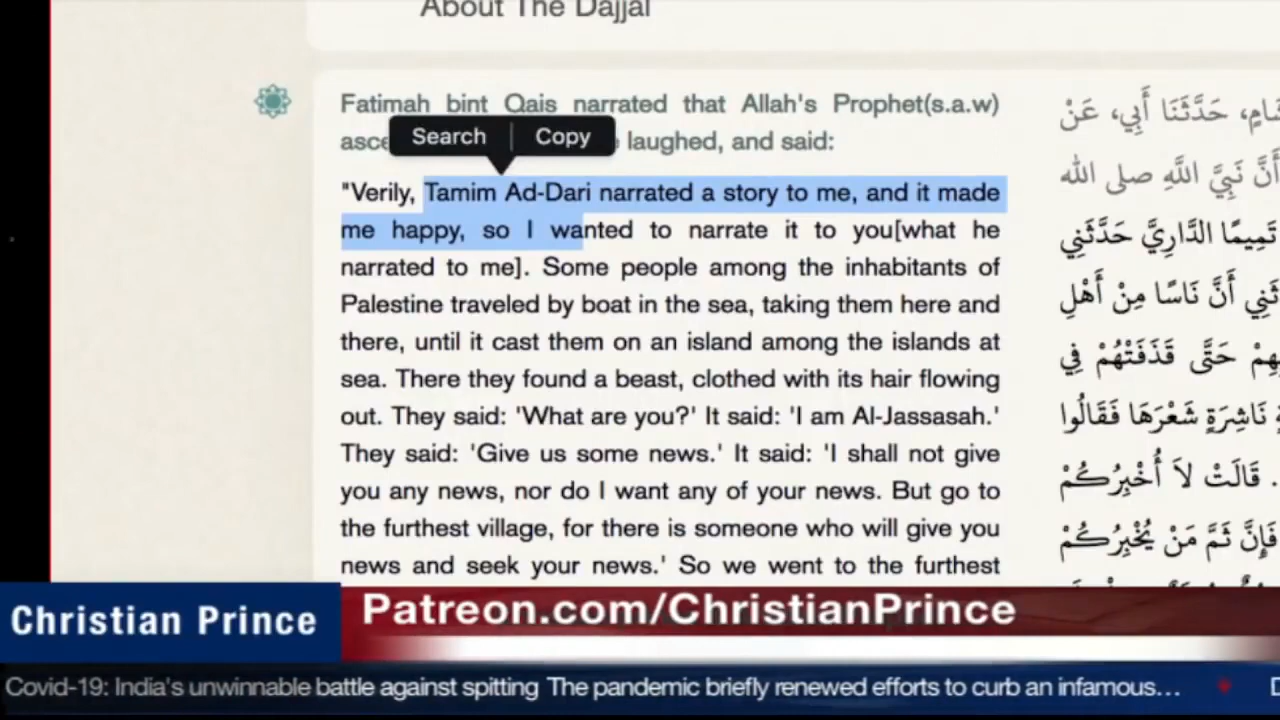 About The Dajjal
Fatimah bint Qais narrated that Allah's Prophet(s.a.w)
Search Copy
laughed, and said:
"Verily, Tamim Ad-Dari narrated a story to me, and it made
me happy, so I wanted to narrate it to you[what he
narrated to me]. Some people among the inhabitants of
Palestine traveled by boat in the sea, taking them here and
there, until it cast them on an island among the islands at
sea. There they found a beast, clothed with its hair flowing
out. They said: 'What are you?' It said: 'I am Al-Jassasah.'
They said: 'Give us some news.' It said: 'I shall not give
you any news, nor do I want any of your news. But go to
the furthest village, for there is someone who will give you
news and seek your news.' So we went to the furthest
حَدَّثَنَا أَبِي، عَنْ
أَنَّ نَبِيَّ اللَّهِ صلى الله
تَمِيمًا الدَّارِيَّ حَدَّثَنِي
أَنَّ نَاسًا مِنْ أَهْلِ
حَتَّى قَذَفَتْهُمْ فِي
نَاشِرَةٍ شَعْرَهَا فَقَالُوا
. قَالَتْ لاَ أُخْبِرُكُمْ
فَإِنَّ ثَمَّ مَنْ يُخْبِرُكُمْ
Christian Prince
Patreon.com/ChristianPrince
Covid-19: India's unwinnable battle against spitting The pandemic briefly renewed efforts to curb an infamous...